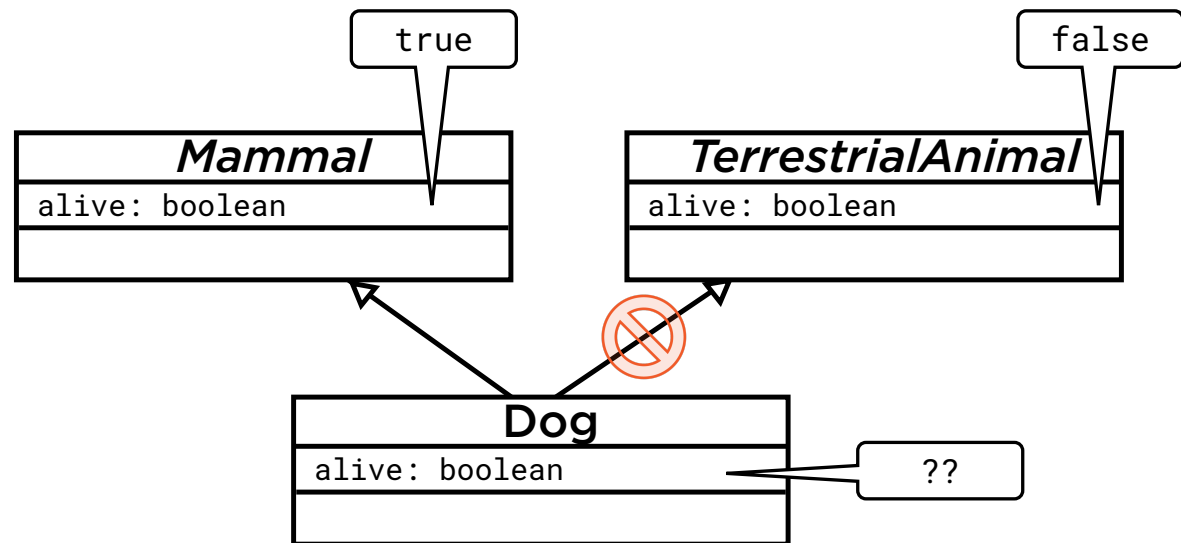 true
false
Mammal
TerrestrialAnimal
alive: boolean
alive: boolean
Dog
alive: boolean
??